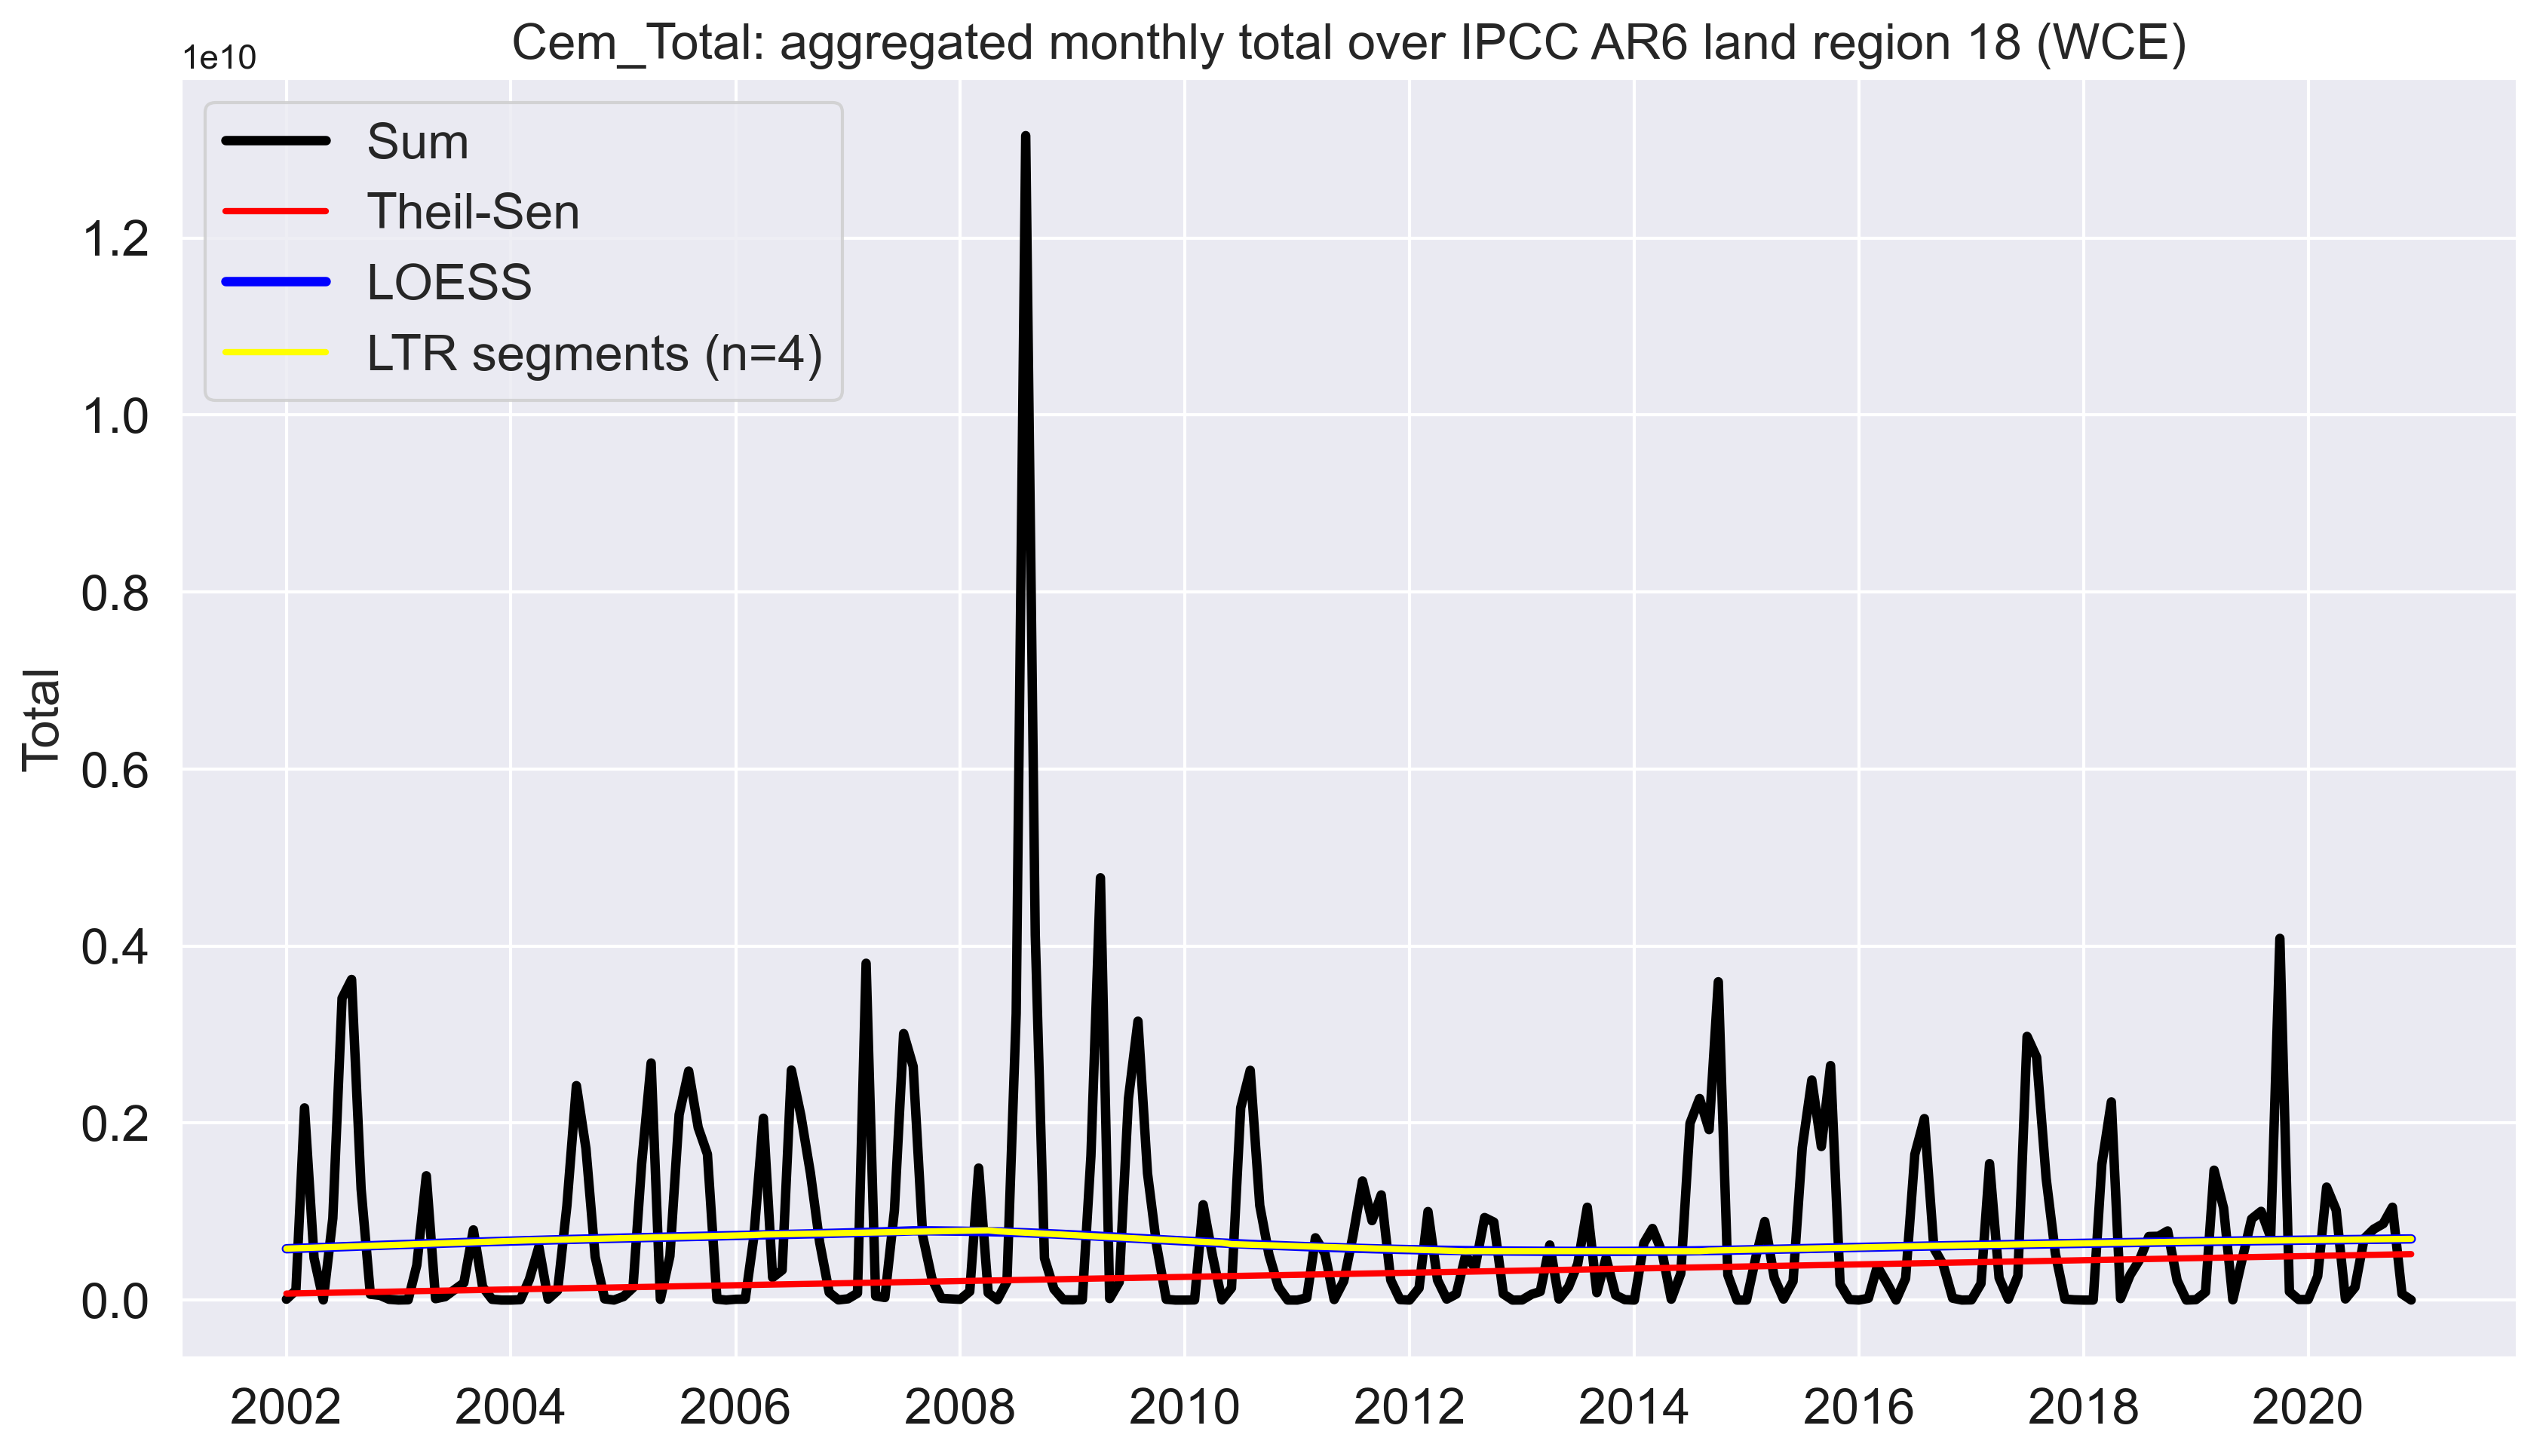 Cem_Total: aggregated monthly total over IPCC AR6 land region 18 (WCE)
1e10
Sum
Theil-Sen
LOESS
LTR segments (n=4)
1.2
1.0
0.8
0.6
0.4
0.2
0.0
Total
2002 2004 2006 2008 2010 2012 2014 2016 2018 2020